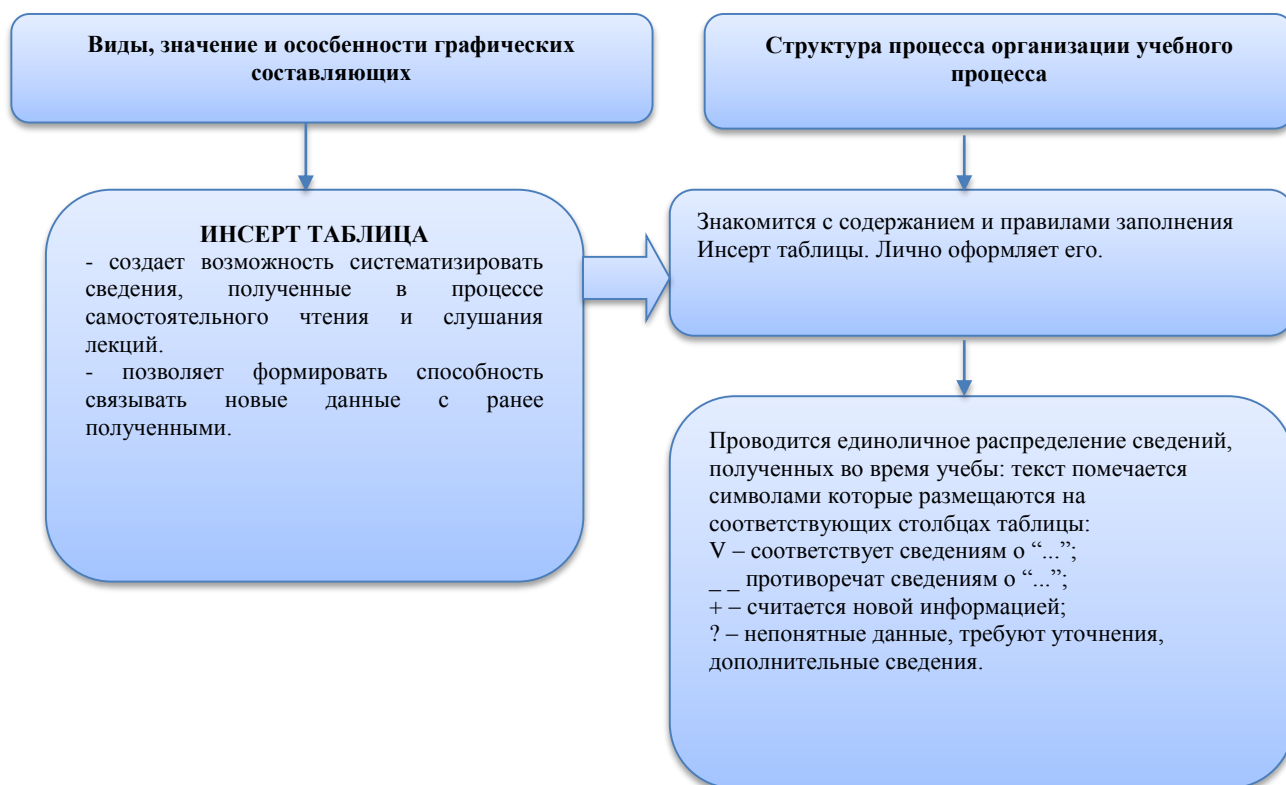 Виды, значение и ососбенности графических
составляющих
Структура процесса организации учебного
процесса
ИНСЕРТ ТАБЛИЦА
- создает возможность систематизировать
сведения, полученные в процессе
самостоятельного чтения и слушания
лекций.
- позволяет формировать способность
связывать новые данные с ранее
полученными.
Знакомится с содержанием и правилами заполнения
Инсерт таблицы. Лично оформляет его.
Проводится единоличное распределение сведений,
полученных во время учебы: текст помечается
символами которые размещаются на
соответствующих столбцах таблицы:
V – соответствует сведениям о “...”;
_ _ противоречат сведениям о “...”;
+ – считается новой информацией;
? – непонятные данные, требуют уточнения,
дополнительные сведения.